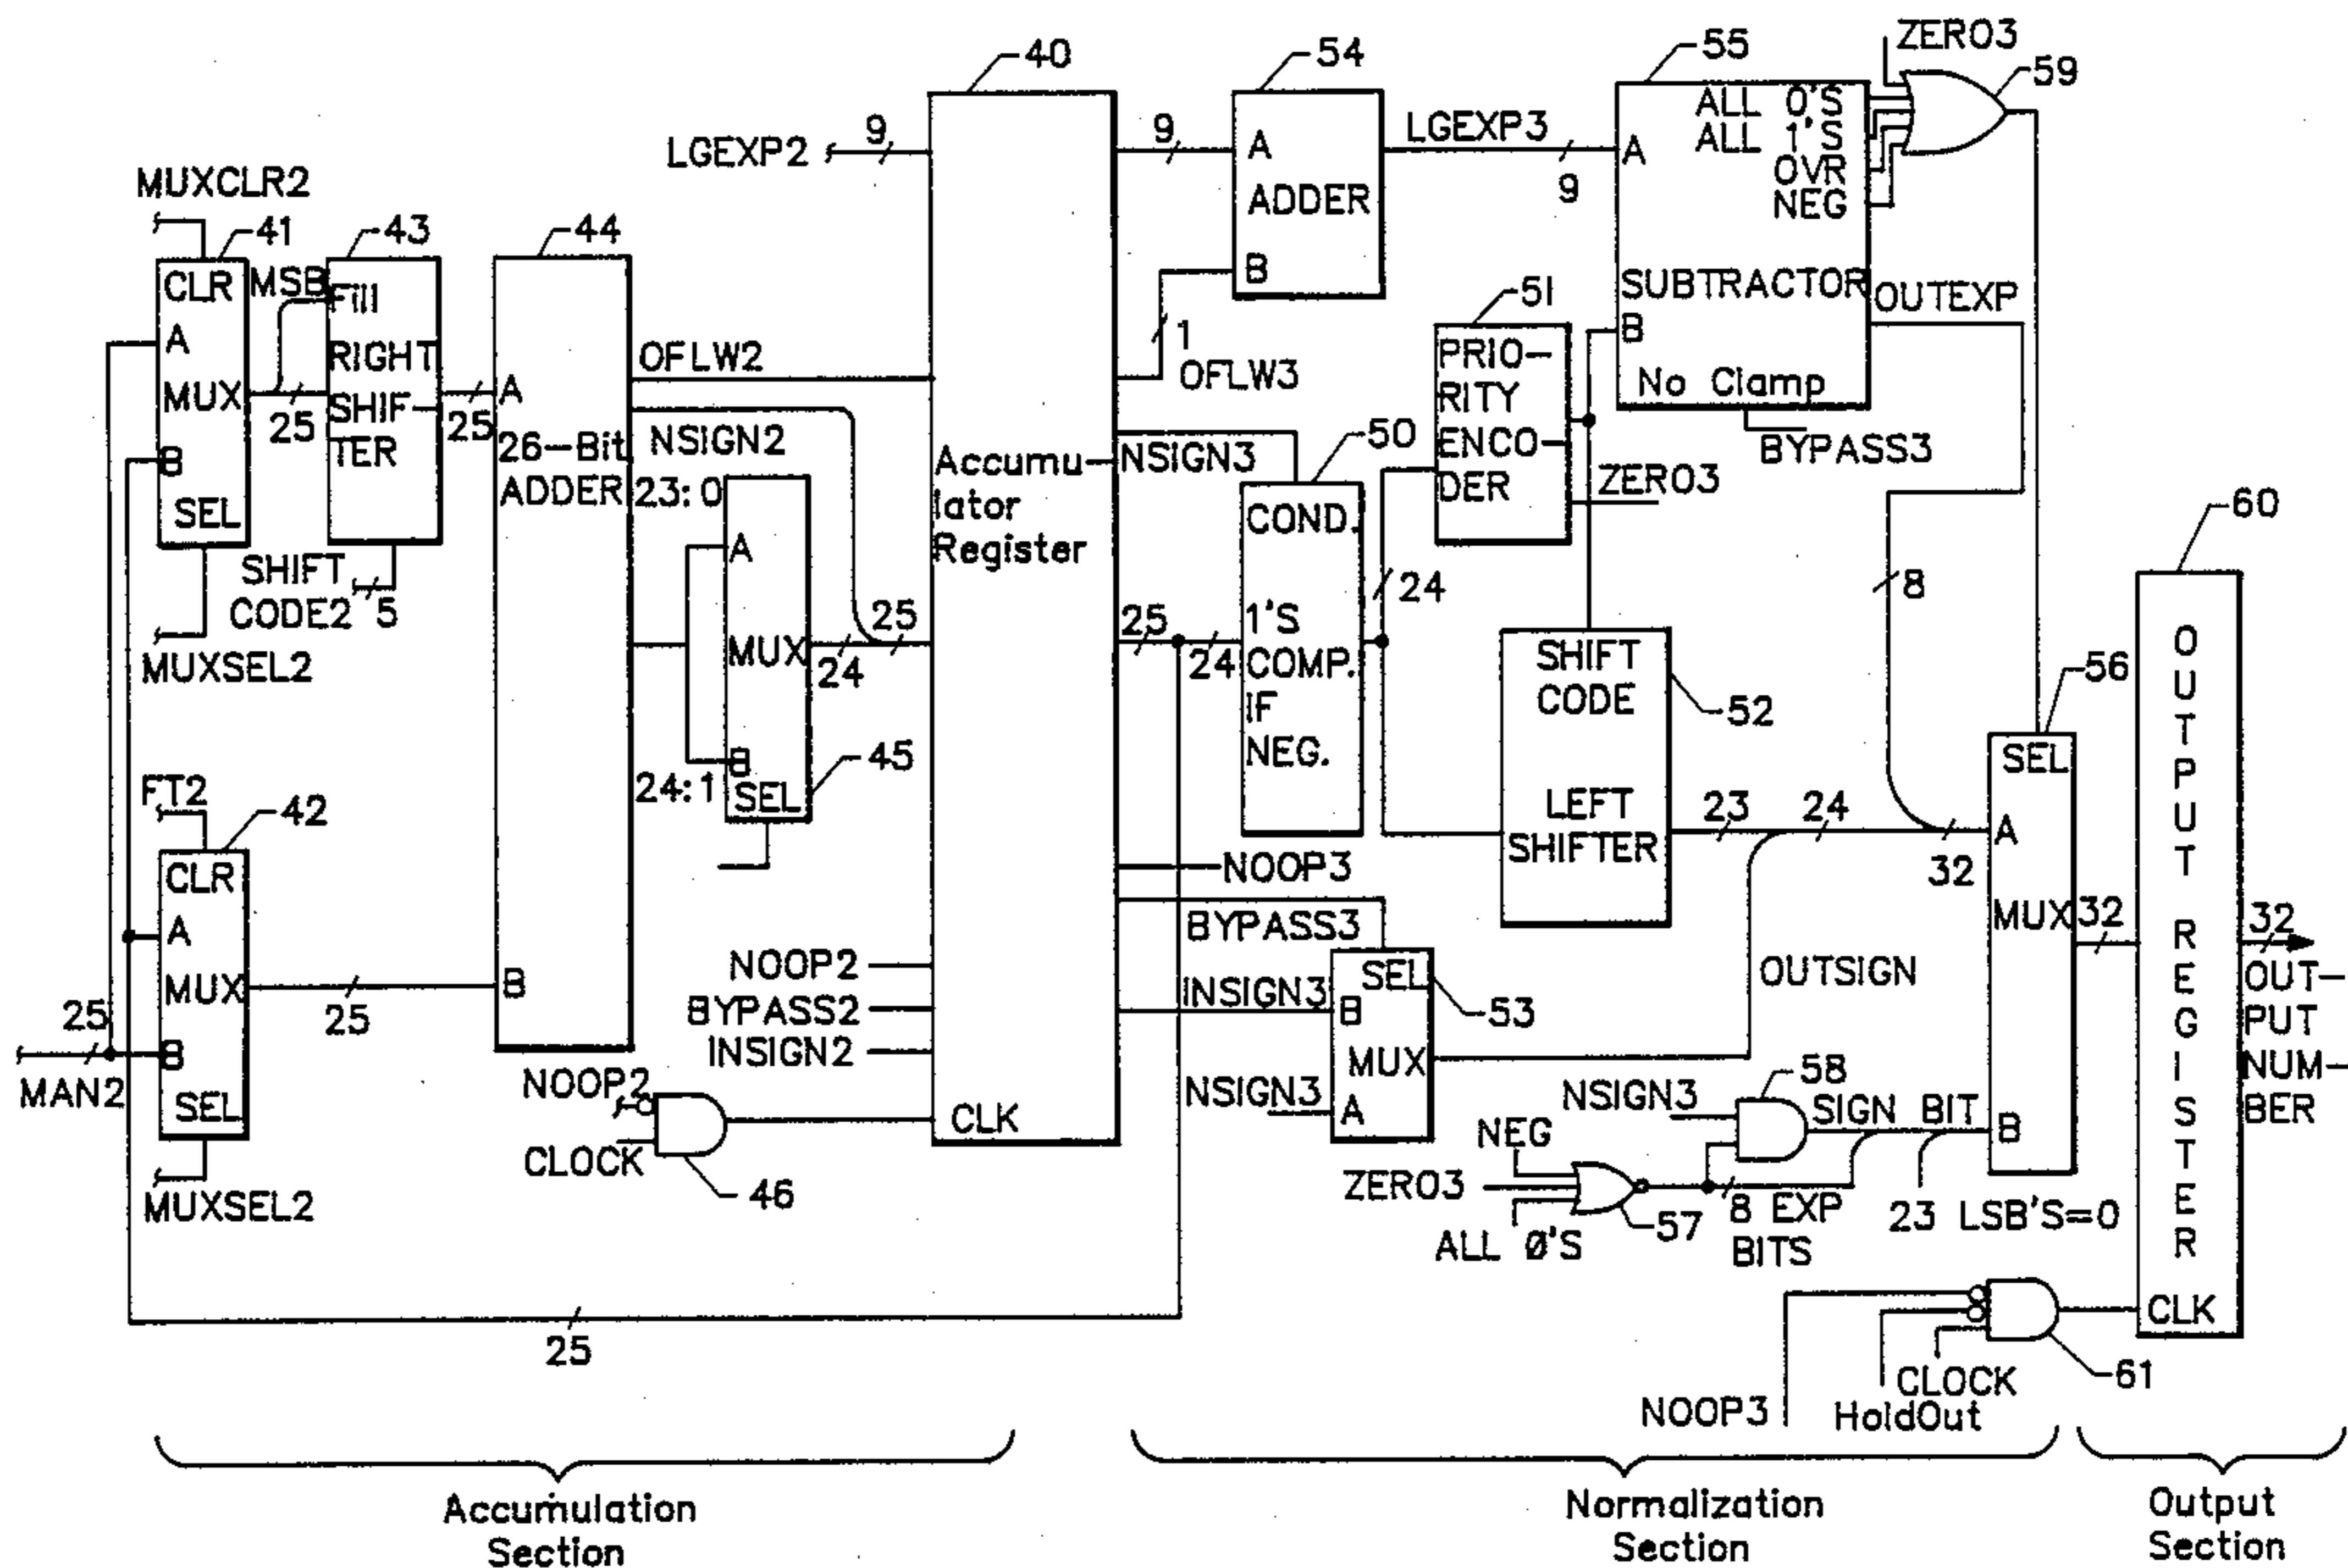 40
54
55
ZERO3
59
LGEXP2
9
9
A
ADDER
B
LGEXP3
9
A
ALL 0'S
ALL 1'S
OVR
NEG
SUBTRACTOR
B
No Clamp
BYPASS3
OUTEXP
MUXCLR2
41
CLR
A
MUX
B
SEL
MUXSEL2
MSB
25
43
Fill
RIGHT
SHIF-
TER
SHIFT
CODE2
5
25
44
A
26-Bit
ADDER
B
OFLW2
NSIGN2
23:0
24:1
A
MUX
B
SEL
45
24
25
Accumu-
lator
Register
CLK
1
OFLW3
NSIGN3
50
COND.
1'S
COMP.
IF
NEG.
25
24
24
51
PRIO-
RITY
ENCO-
DER
ZERO3
SHIFT
CODE
LEFT
SHIFTER
52
23
24
8
32
FT2
42
CLR
A
MUX
B
SEL
MUXSEL2
25
MAN2
25
NOOP2
BYPASS2
INSIGN2
NOOP2
CLOCK
46
NOOP3
BYPASS3
INSIGN3
NSIGN3
SEL
B
MUX
A
53
OUTSIGN
NSIGN3
58
SIGN BIT
NEG
ZERO3
ALL Ø'S
57
8 EXP
BITS
23 LSB'S=0
56
SEL
A
MUX
B
32
60
OUTPUT
REGISTER
CLK
32
OUT-
PUT
NUM-
BER
25
NOOP3
HoldOut
CLOCK
61
Accumulation
Section
Normalization
Section
Output
Section